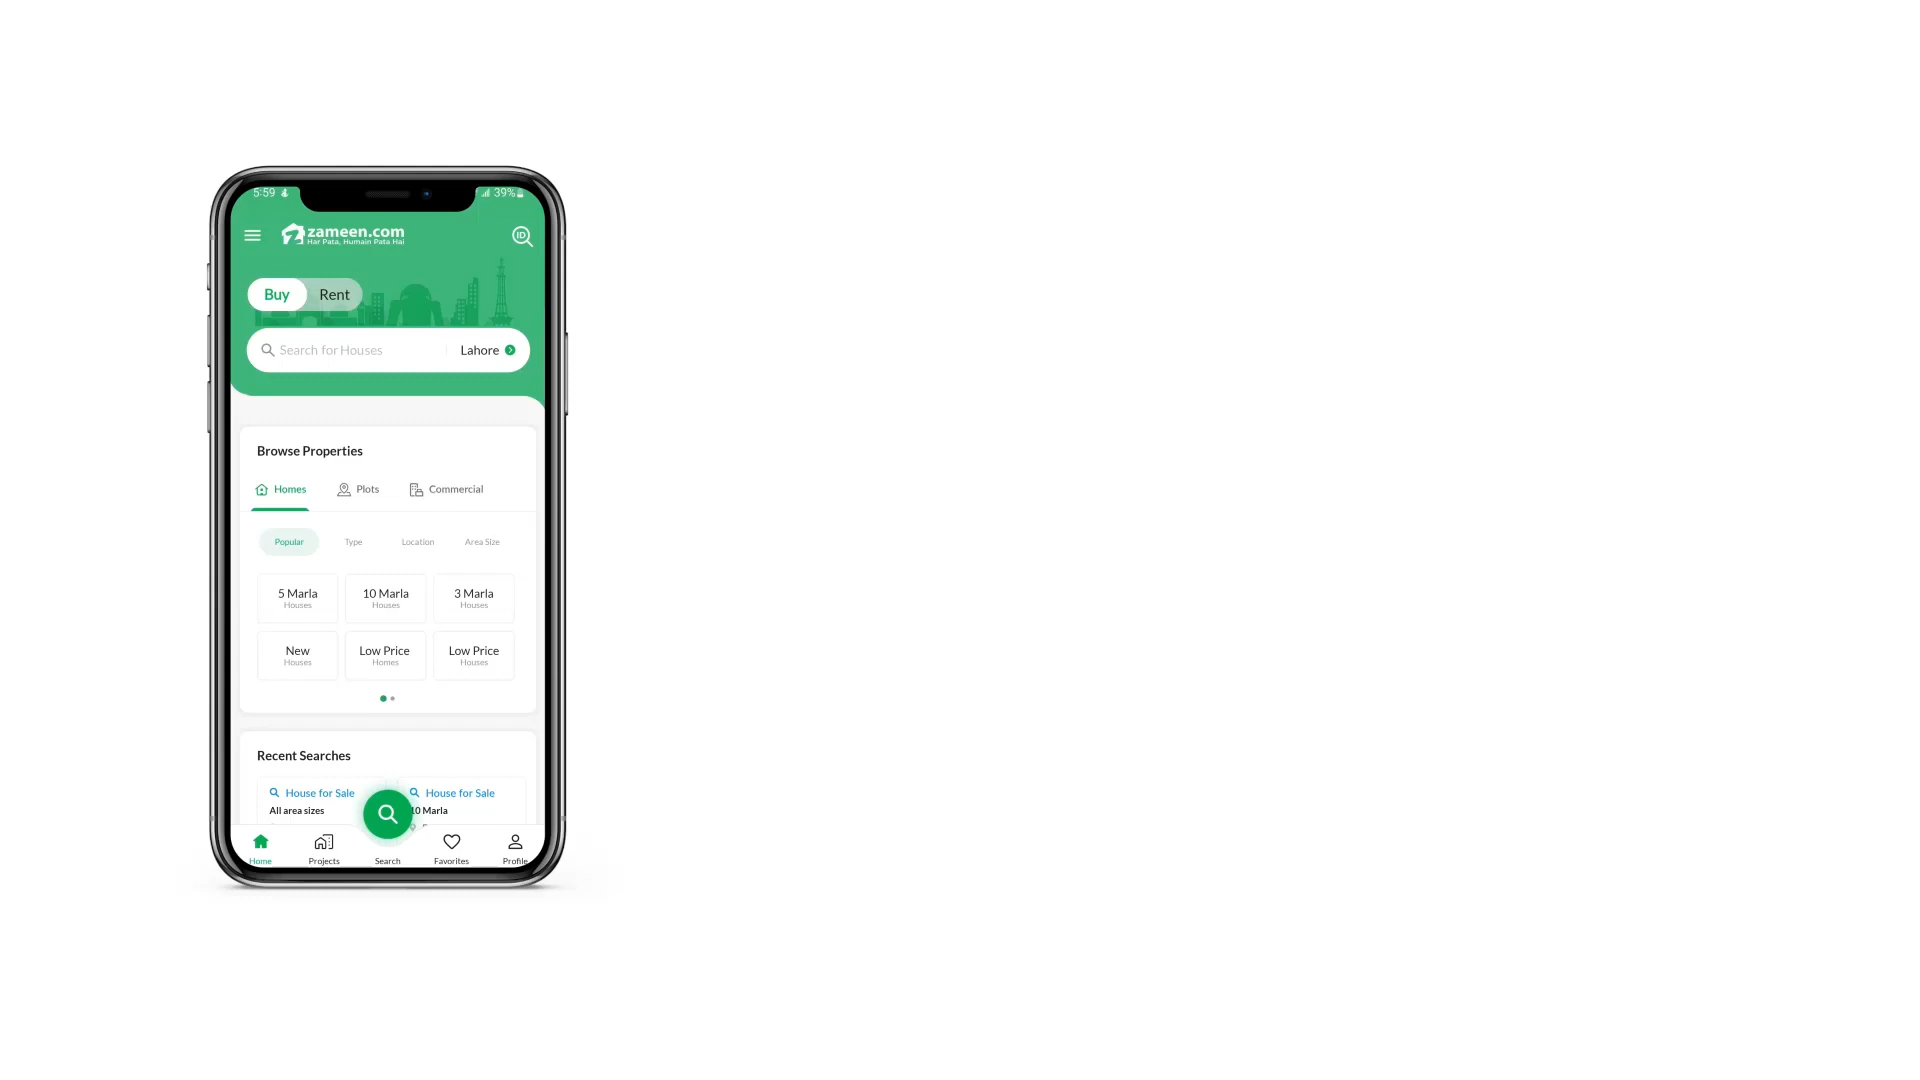 5:59 39%
zameen.com
Har Pata, Humain Pata Hai
ID
Buy Rent
Search for Houses Lahore
Browse Properties
Homes Plots Commercial
Popular Type Location Area Size
5 Marla 10 Marla 3 Marla
Houses Houses Houses
New Low Price Low Price
Houses Homes Houses
Recent Searches
House for Sale House for Sale
All area sizes 10 Marla
Home Projects Search Favorites Profile